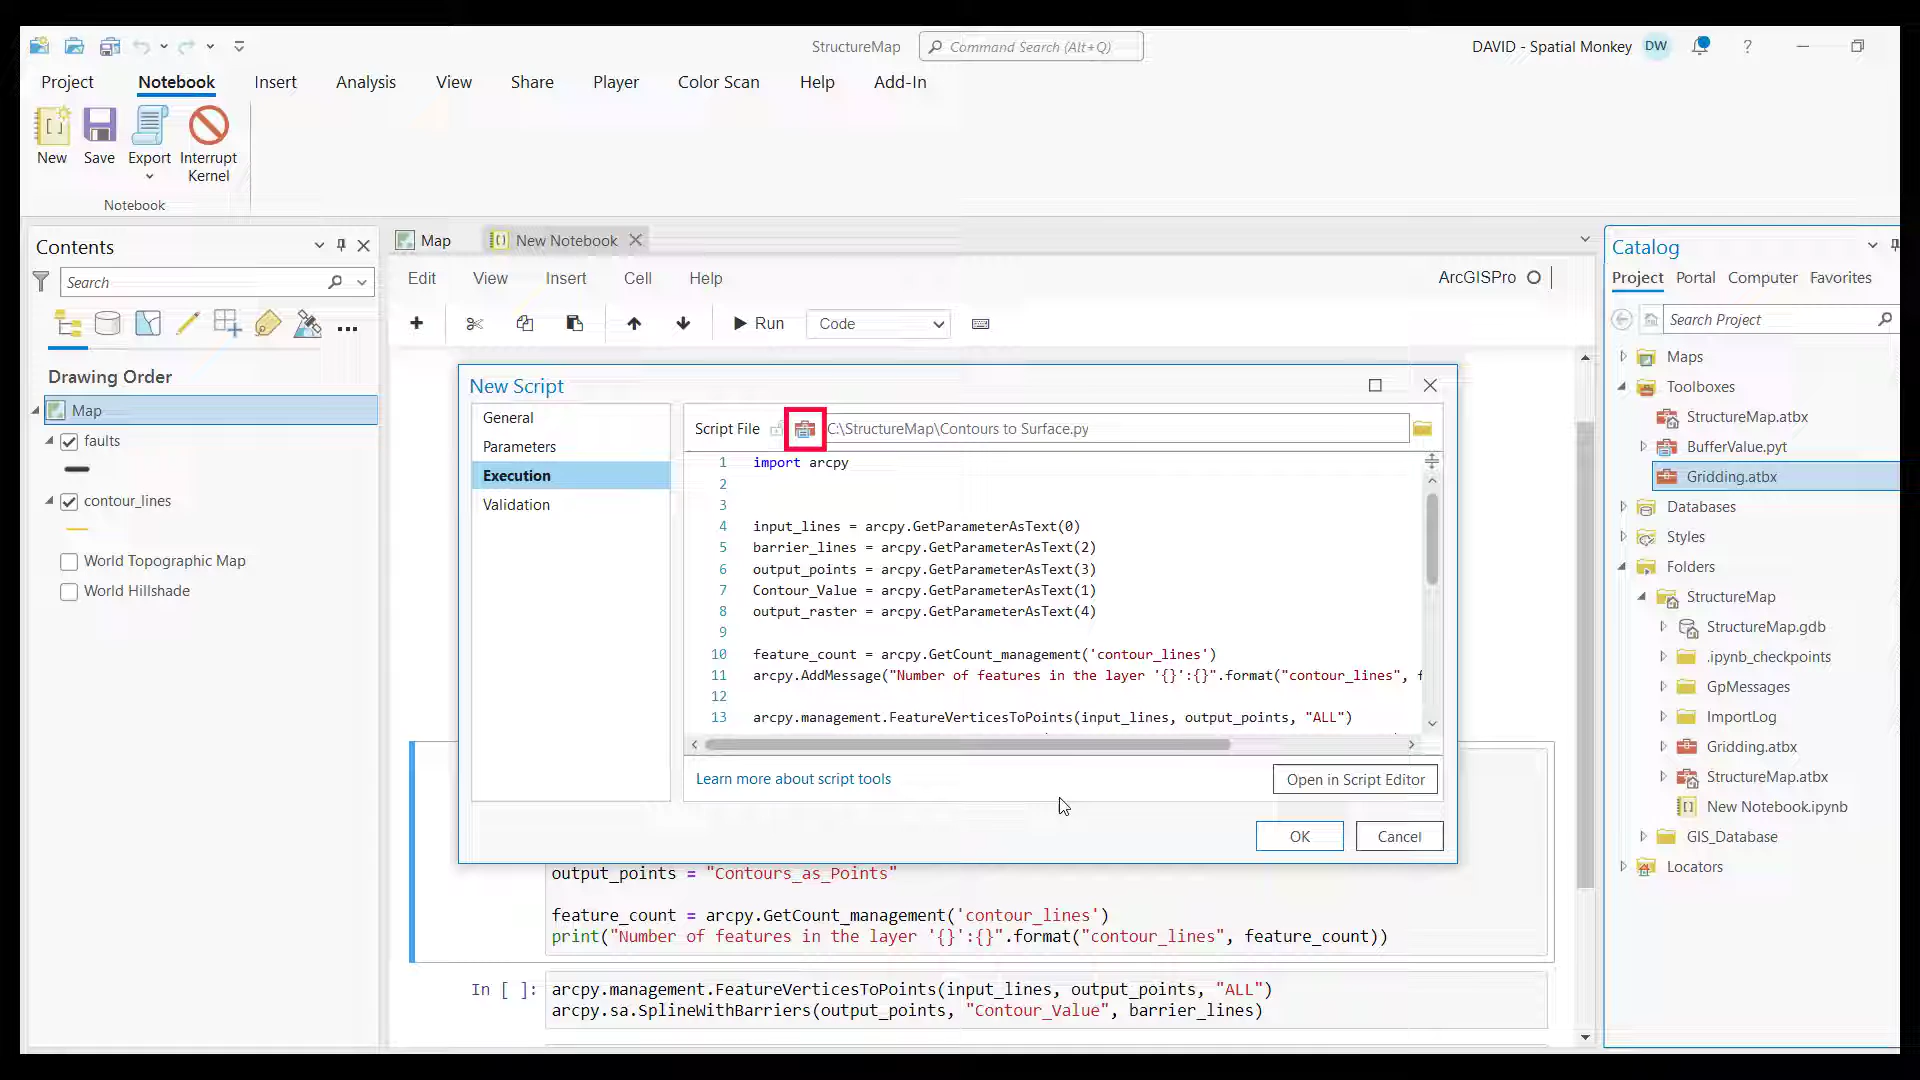 StructureMap
Command Search (Alt+Q)
DAVID - Spatial Monkey
DW
?
Project
Notebook
Insert
Analysis
View
Share
Player
Color Scan
Help
Add-In
New
Save
Export
Interrupt
Kernel
Notebook
Contents
Search
Drawing Order
Map
faults
contour_lines
World Topographic Map
World Hillshade
Map
New Notebook
Edit
View
Insert
Cell
Help
ArcGISPro
Run
Code
New Script
General
Parameters
Execution
Validation
Script File
C:\StructureMap\Contours to Surface.py
1 import arcpy
2
3
4 input_lines = arcpy.GetParameterAsText(0)
5 barrier_lines = arcpy.GetParameterAsText(2)
6 output_points = arcpy.GetParameterAsText(3)
7 Contour_Value = arcpy.GetParameterAsText(1)
8 output_raster = arcpy.GetParameterAsText(4)
9
10 feature_count = arcpy.GetCount_management('contour_lines')
11 arcpy.AddMessage("Number of features in the layer '{}':{}".format("contour_lines", f
12
13 arcpy.management.FeatureVerticesToPoints(input_lines, output_points, "ALL")
Learn more about script tools
Open in Script Editor
OK
Cancel
output_points = "Contours_as_Points"
feature_count = arcpy.GetCount_management('contour_lines')
print("Number of features in the layer '{}':{}".format("contour_lines", feature_count))
In [ ]:
arcpy.management.FeatureVerticesToPoints(input_lines, output_points, "ALL")
arcpy.sa.SplineWithBarriers(output_points, "Contour_Value", barrier_lines)
Catalog
Project
Portal
Computer
Favorites
Search Project
Maps
Toolboxes
StructureMap.atbx
BufferValue.pyt
Gridding.atbx
Databases
Styles
Folders
StructureMap
StructureMap.gdb
.ipynb_checkpoints
GpMessages
ImportLog
Gridding.atbx
StructureMap.atbx
New Notebook.ipynb
GIS_Database
Locators